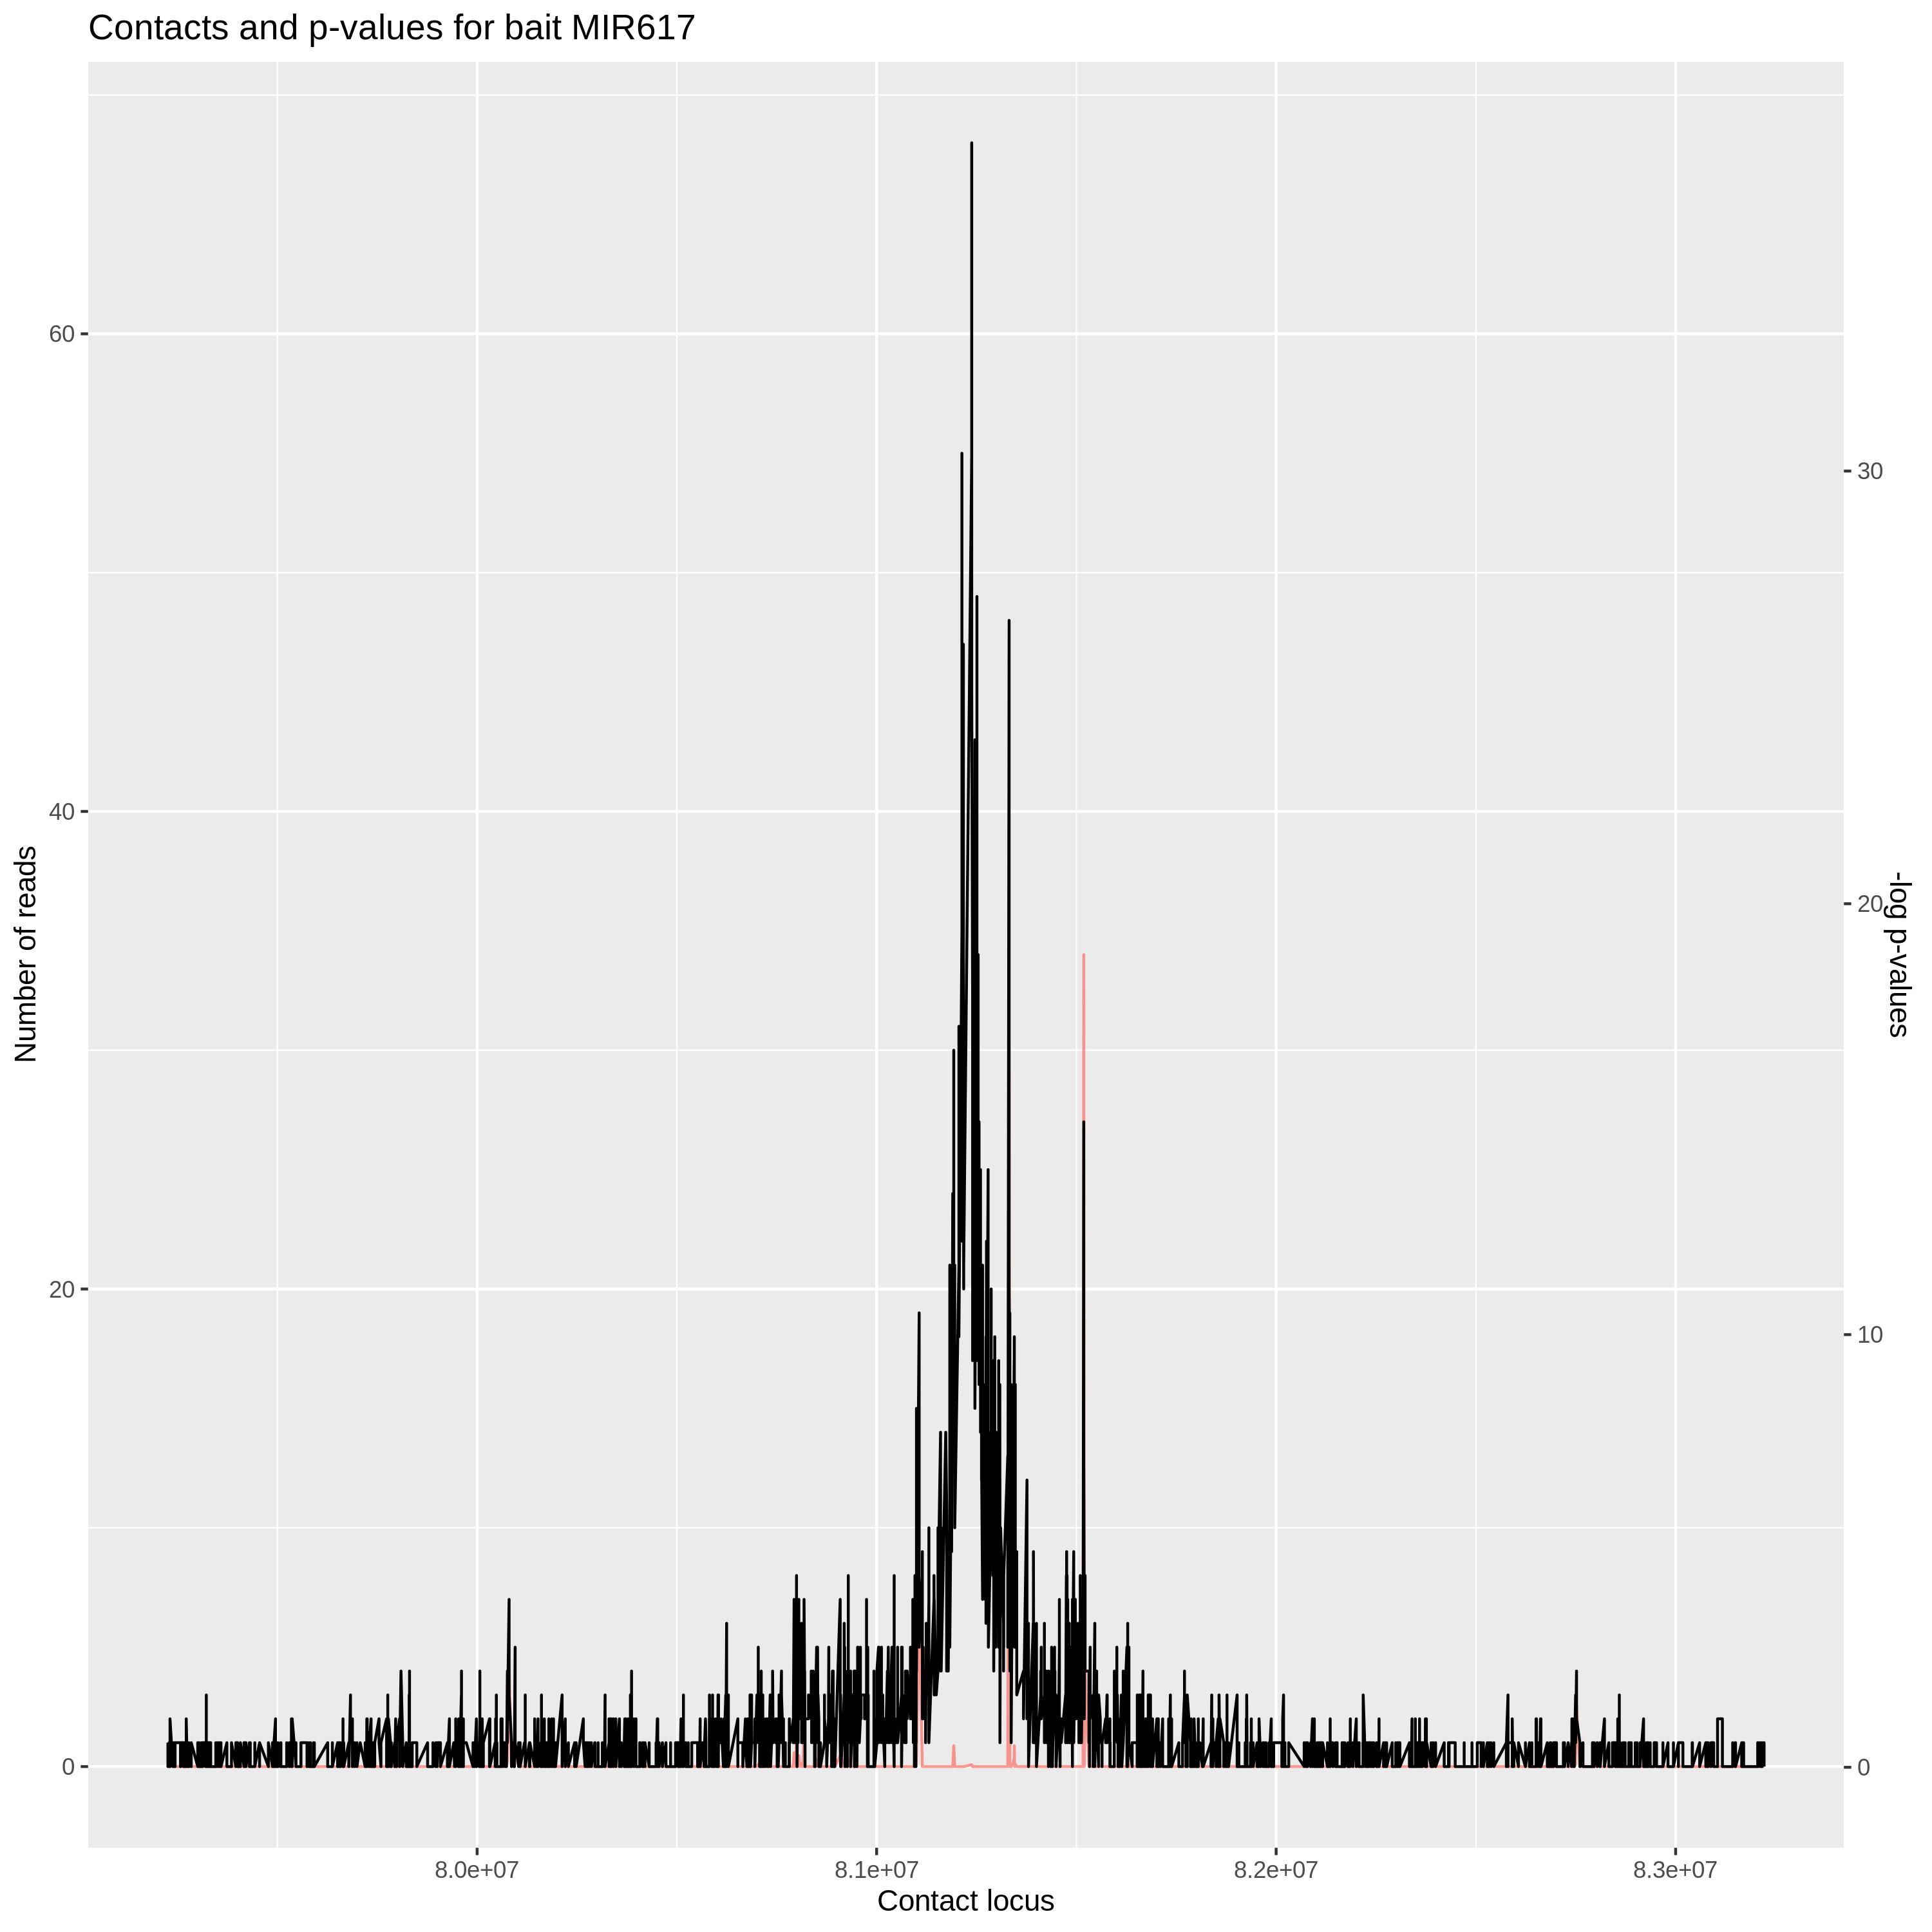 Contacts and p-values for bait MIR617
60
40
20
0
Number of reads
30
20
10
0
-log p-values
8.0e+07
8.1e+07
8.2e+07
8.3e+07
Contact locus